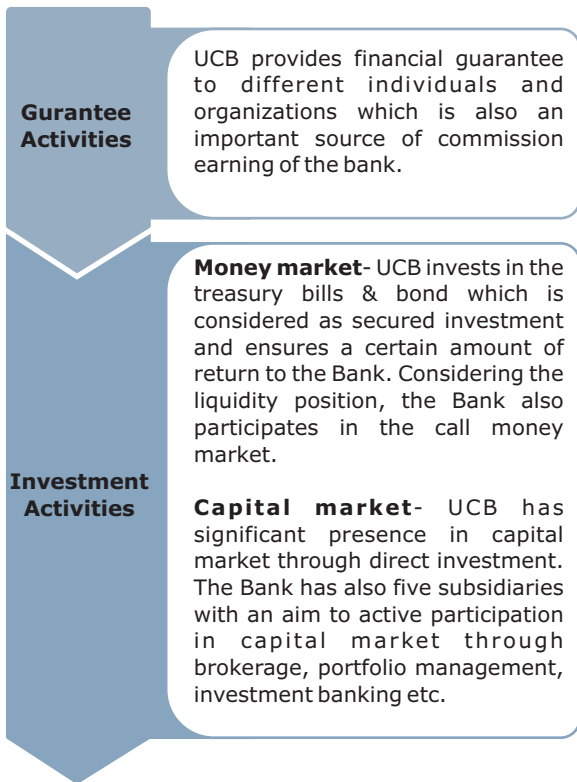 Gurantee
Activities
UCB provides financial guarantee
to different individuals and
organizations which is also an
important source of commission
earning of the bank.
Investment
Activities
Money market- UCB invests in the
treasury bills & bond which is
considered as secured investment
and ensures a certain amount of
return to the Bank. Considering the
liquidity position, the Bank also
participates in the call money
market.
Capital market- UCB has
significant presence in capital
market through direct investment.
The Bank has also five subsidiaries
with an aim to active participation
in capital market through
brokerage, portfolio management,
investment banking etc.